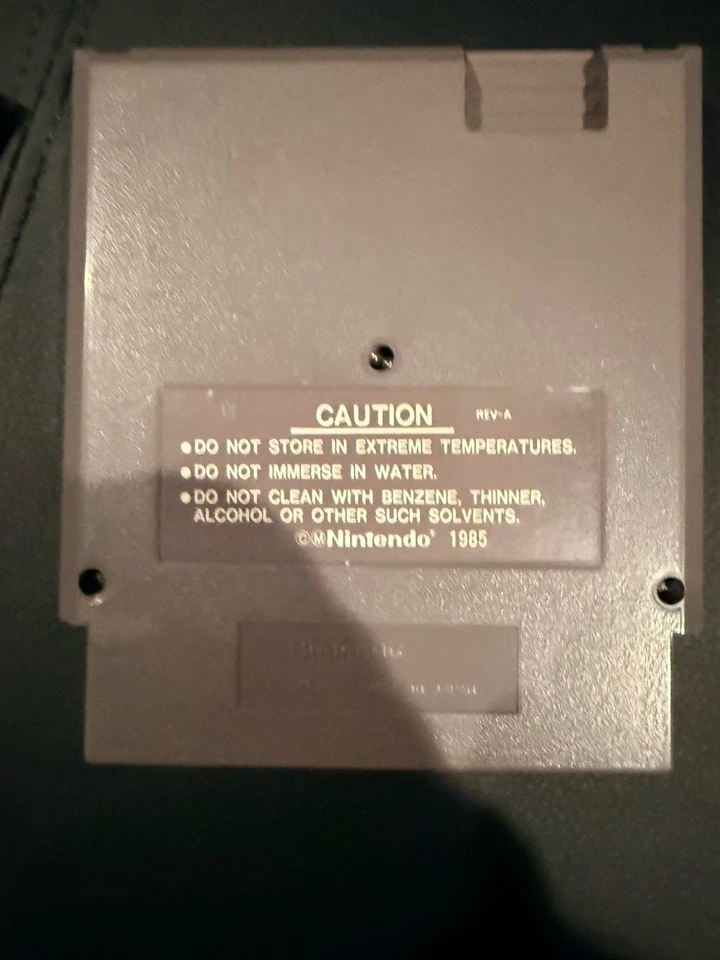 CAUTION REV-A
●DO NOT STORE IN EXTREME TEMPERATURES.
●DO NOT IMMERSE IN WATER.
●DO NOT CLEAN WITH BENZENE, THINNER,
ALCOHOL OR OTHER SUCH SOLVENTS.
©ⓂNintendo® 1985